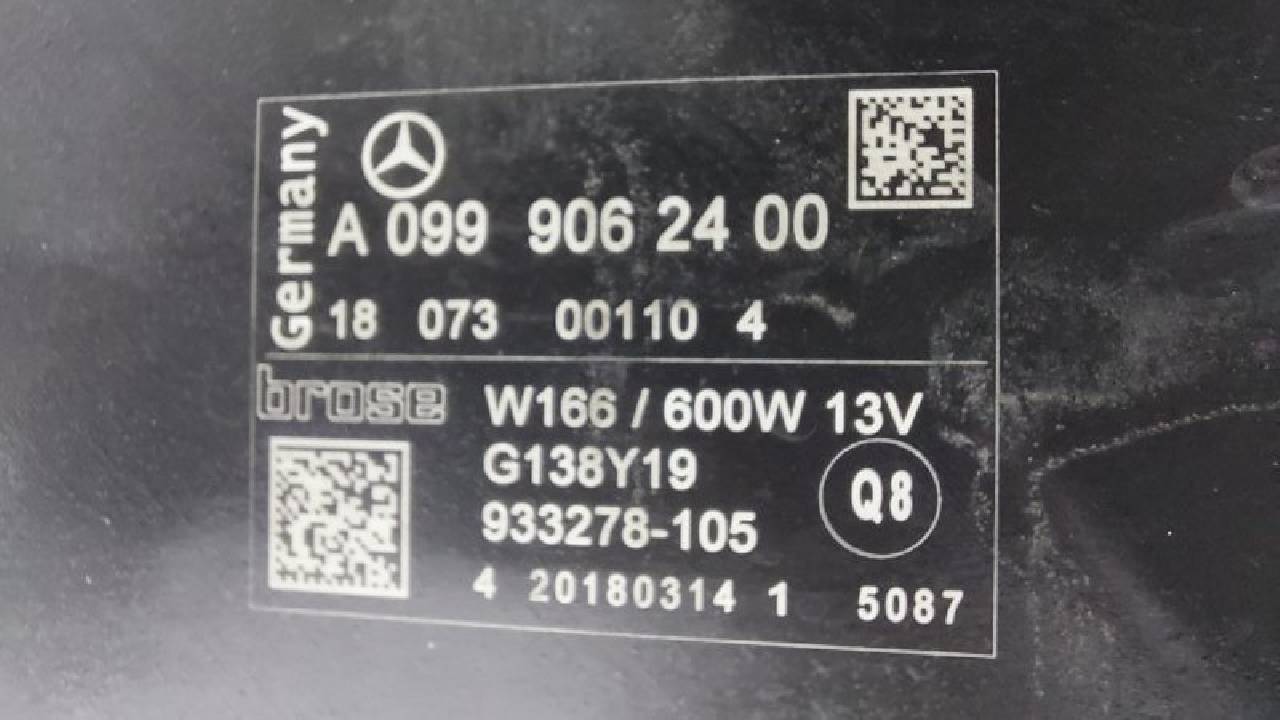 Germany
A 099 906 24 00
18 073 00110 4
brose
W166 / 600W 13V
G138Y19
933278-105
Q8
4 20180314 1 5087